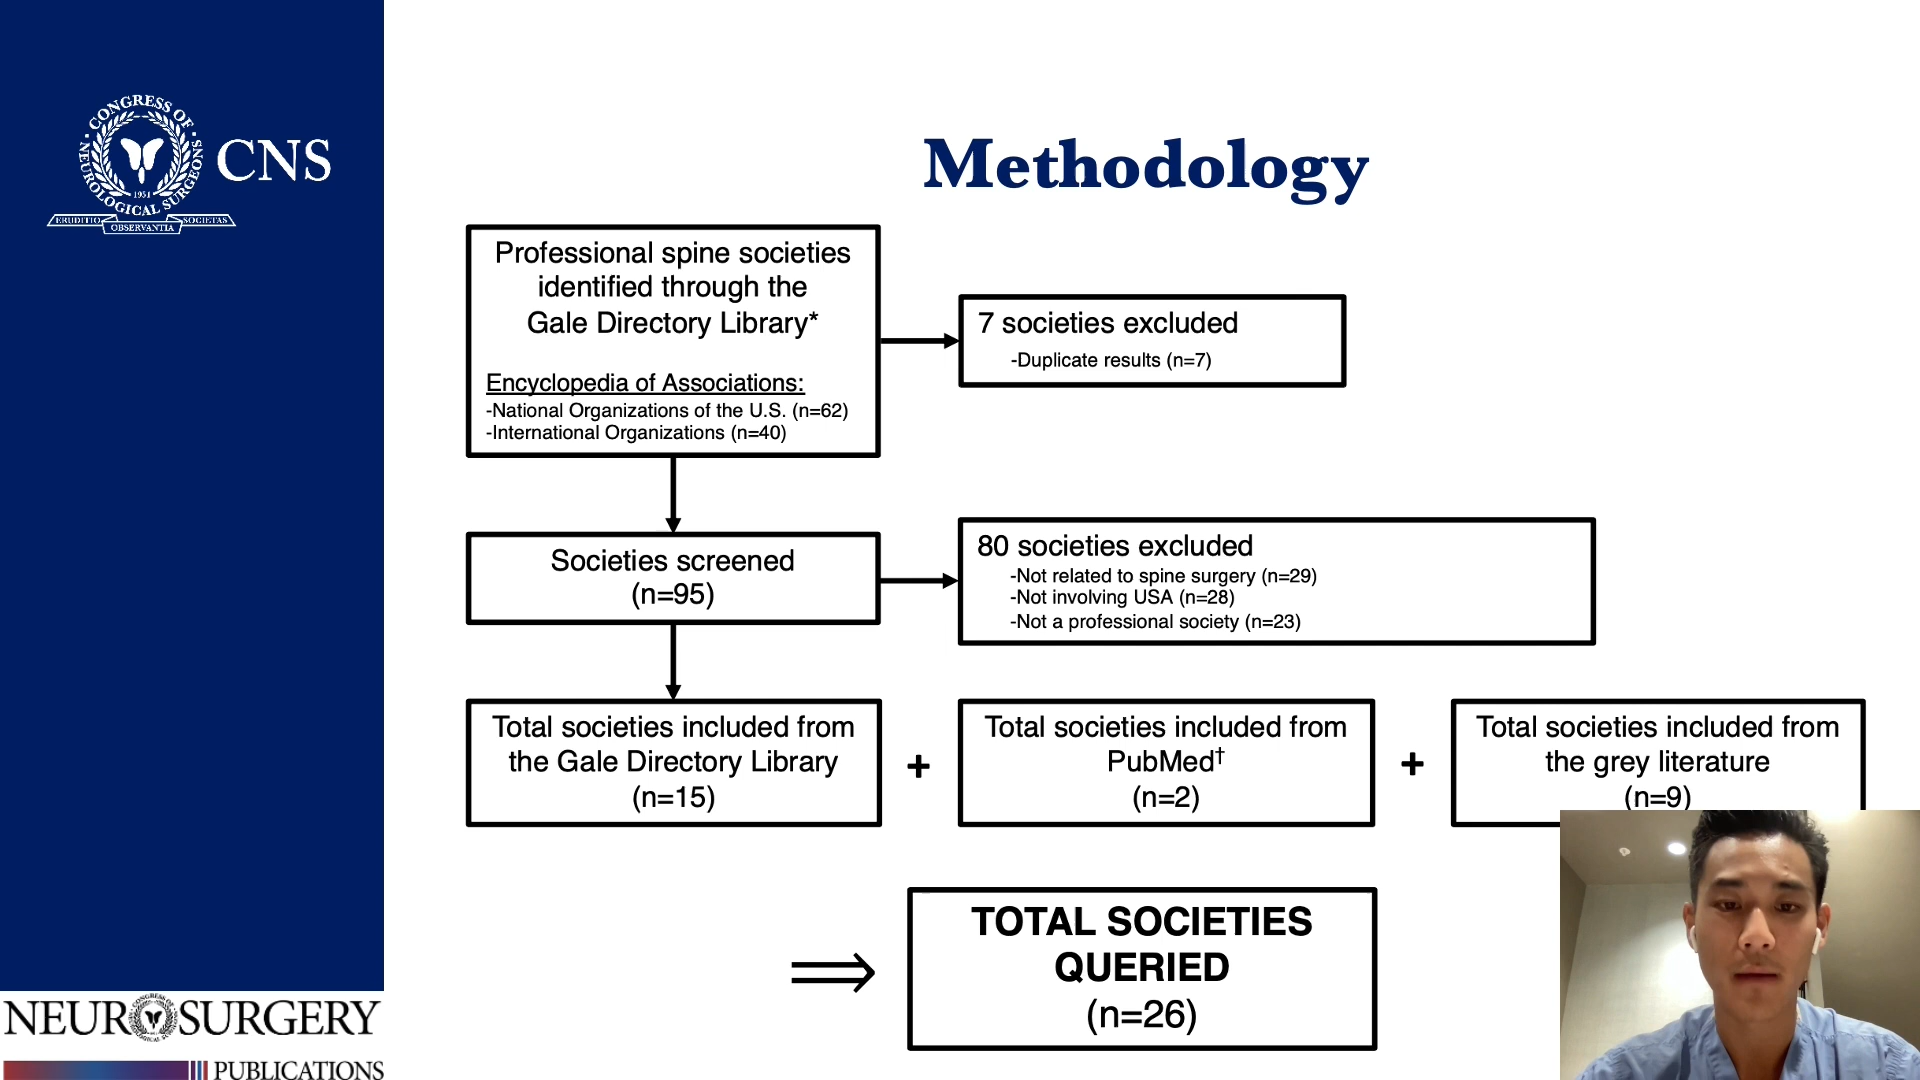 CONGRESS OF
NEUROLOGICAL SURGEONS
1951
ERUDITIO
OBSERVANTIA
SOCIETAS
CNS
Methodology
Professional spine societies
identified through the
Gale Directory Library*
Encyclopedia of Associations:
-National Organizations of the U.S. (n=62)
-International Organizations (n=40)
7 societies excluded
-Duplicate results (n=7)
Societies screened
(n=95)
80 societies excluded
-Not related to spine surgery (n=29)
-Not involving USA (n=28)
-Not a professional society (n=23)
Total societies included from
the Gale Directory Library
(n=15)
+
Total societies included from
PubMed†
(n=2)
+
Total societies included from
the grey literature
(n=9)
⇒
TOTAL SOCIETIES
QUERIED
(n=26)
NEUROSURGERY
PUBLICATIONS